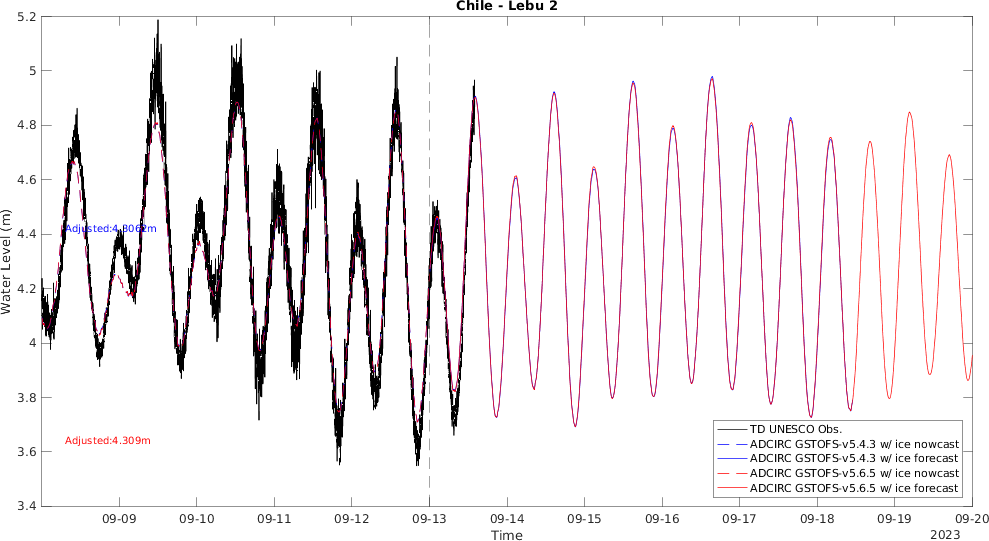 Chile - Lebu 2
5.2
5
4.8
4.6
4.4
4.2
4
3.8
3.6
3.4
Water Level (m)
Adjusted:4.3062m
Adjusted:4.309m
TD UNESCO Obs.
ADCIRC GSTOFS-v5.4.3 w/ ice nowcast
ADCIRC GSTOFS-v5.4.3 w/ ice forecast
ADCIRC GSTOFS-v5.6.5 w/ ice nowcast
ADCIRC GSTOFS-v5.6.5 w/ ice forecast
09-09 09-10 09-11 09-12 09-13 09-14 09-15 09-16 09-17 09-18 09-19 09-20
Time
2023